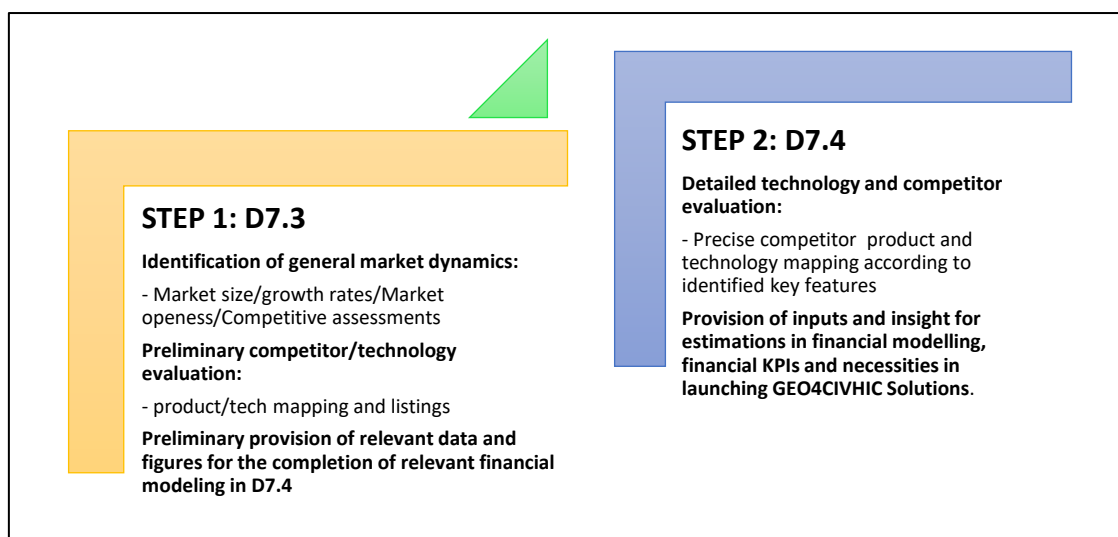 STEP 1: D7.3
Identification of general market dynamics:
- Market size/growth rates/Market
openess/Competitive assessments
Preliminary competitor/technology
evaluation:
- product/tech mapping and listings
Preliminary provision of relevant data and
figures for the completion of relevant financial
modeling in D7.4
STEP 2: D7.4
Detailed technology and competitor
evaluation:
- Precise competitor  product and
technology mapping according to
identified key features
Provision of inputs and insight for
estimations in financial modelling,
financial KPIs and necessities in
launching GEO4CIVHIC Solutions.